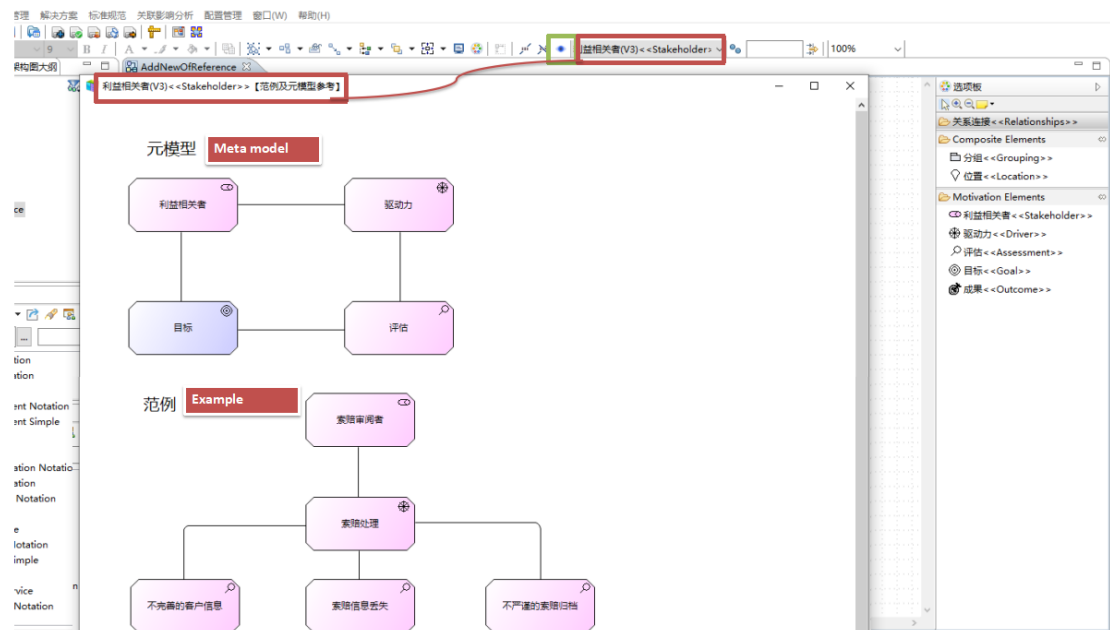 管理 解决方案 标准规范 关联影响分析 配置管理 窗口(W) 帮助(H)
9 B I A 利益相关者(V3)<<Stakeholder> 100%
架构图大纲 AddNewOfReference
利益相关者(V3)<<Stakeholder>>【范例及元模型参考】
元模型 Meta model
利益相关者
驱动力
目标
评估
范例 Example
索赔审阅者
索赔处理
不完善的客户信息
索赔信息丢失
不严谨的索赔归档
ce
...
tion
ation
ent Notation
ent Simple
ation Notatio
ation
Notation
e
lotation
imple
vice
n
Notation
选项板
关系连接<<Relationships>>
Composite Elements
分组<<Grouping>>
位置<<Location>>
Motivation Elements
利益相关者<<Stakeholder>>
驱动力<<Driver>>
评估<<Assessment>>
目标<<Goal>>
成果<<Outcome>>